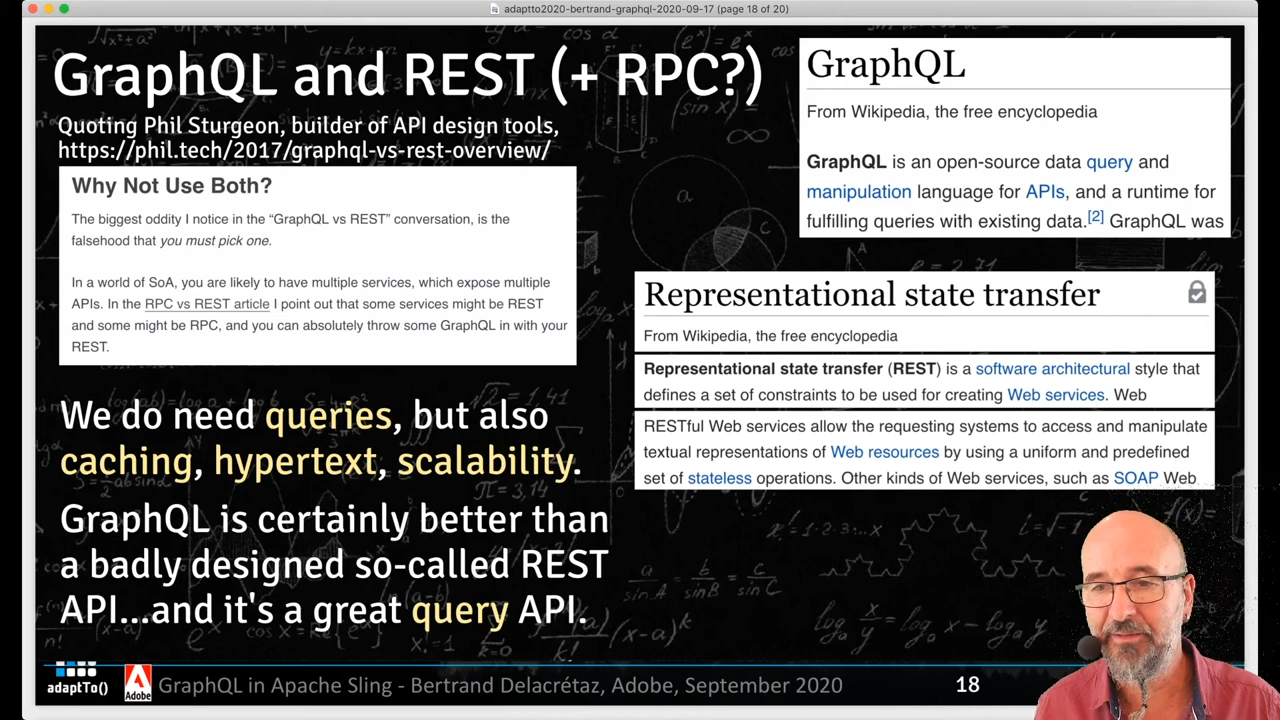 adaptto2020-bertrand-graphql-2020-09-17 (page 18 of 20)
GraphQL and REST (+ RPC?)
Quoting Phil Sturgeon, builder of API design tools,
https://phil.tech/2017/graphql-vs-rest-overview/
Why Not Use Both?
The biggest oddity I notice in the “GraphQL vs REST” conversation, is the
falsehood that you must pick one.
In a world of SoA, you are likely to have multiple services, which expose multiple
APIs. In the RPC vs REST article I point out that some services might be REST
and some might be RPC, and you can absolutely throw some GraphQL in with your
REST.
We do need queries, but also
caching, hypertext, scalability.
GraphQL is certainly better than
a badly designed so-called REST
API...and it's a great query API.
GraphQL
From Wikipedia, the free encyclopedia
GraphQL is an open-source data query and
manipulation language for APIs, and a runtime for
fulfilling queries with existing data.[2] GraphQL was
Representational state transfer
From Wikipedia, the free encyclopedia
Representational state transfer (REST) is a software architectural style that
defines a set of constraints to be used for creating Web services. Web
RESTful Web services allow the requesting systems to access and manipulate
textual representations of Web resources by using a uniform and predefined
set of stateless operations. Other kinds of Web services, such as SOAP Web
adaptTo()
Adobe
GraphQL in Apache Sling - Bertrand Delacrétaz, Adobe, September 2020
18